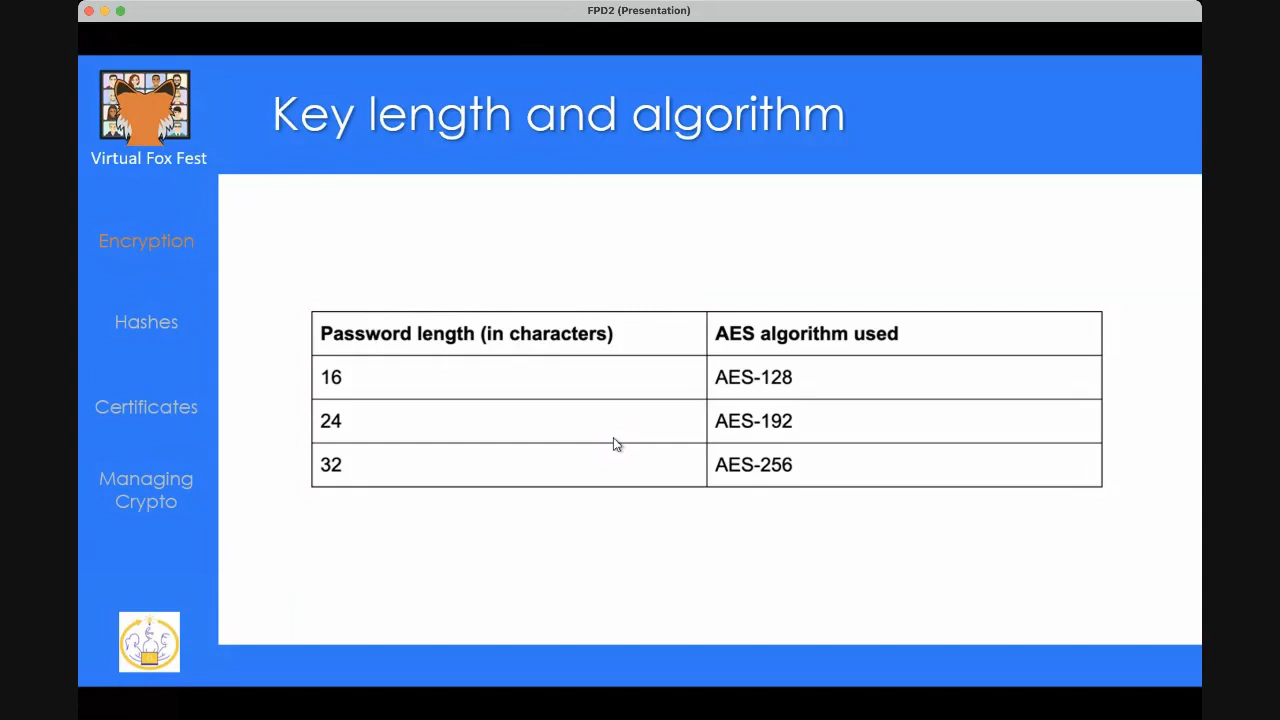 FPD2 (Presentation)
Key length and algorithm
Virtual Fox Fest
Encryption
Hashes
Certificates
Managing
Crypto
Password length (in characters) AES algorithm used
16 AES-128
24 AES-192
32 AES-256